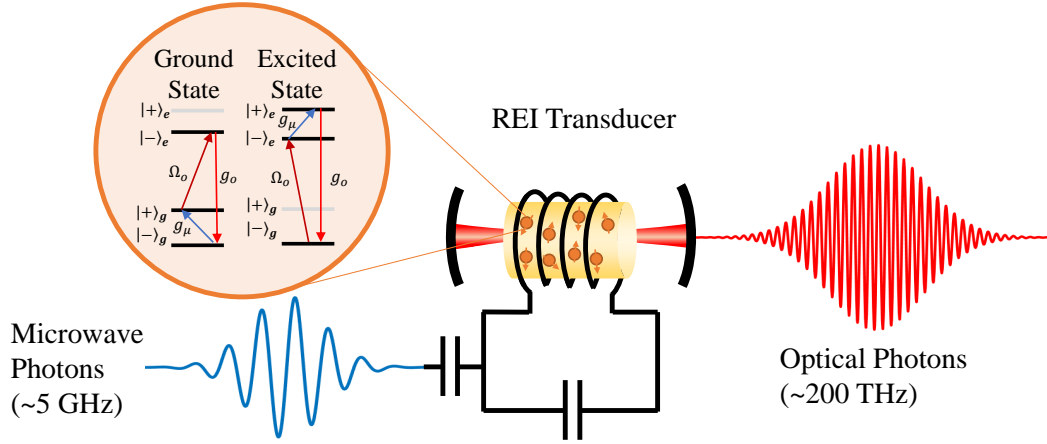 Ground
State
Excited
State
|+⟩e
|−⟩e
Ωo
go
|+⟩g
gμ
|−⟩g
|+⟩e
gμ
|−⟩e
Ωo
go
|+⟩g
|−⟩g
REI Transducer
Microwave
Photons
(~5 GHz)
Optical Photons
(~200 THz)